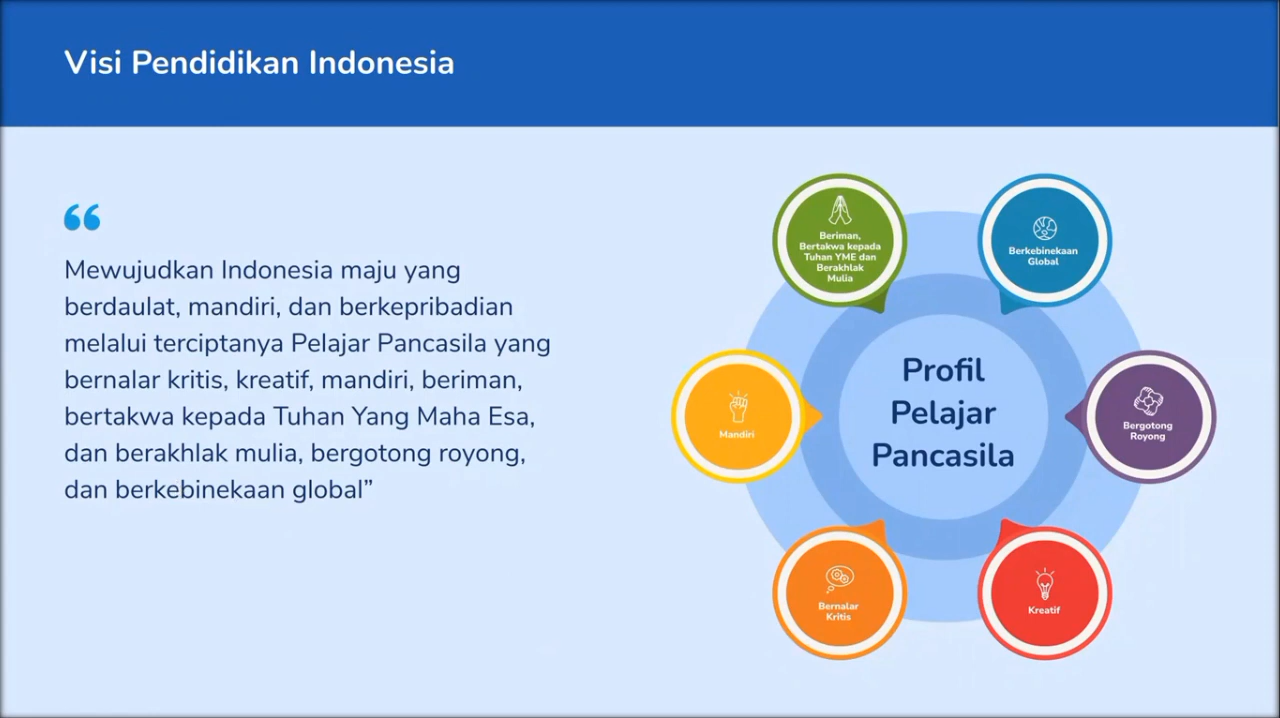 Visi Pendidikan Indonesia
“
Mewujudkan Indonesia maju yang
berdaulat, mandiri, dan berkepribadian
melalui terciptanya Pelajar Pancasila yang
bernalar kritis, kreatif, mandiri, beriman,
bertakwa kepada Tuhan Yang Maha Esa,
dan berakhlak mulia, bergotong royong,
dan berkebinekaan global”
Beriman,
Bertakwa kepada
Tuhan YME dan
Berakhlak
Mulia
Berkebinekaan
Global
Mandiri
Profil
Pelajar
Pancasila
Bergotong
Royong
Bernalar
Kritis
Kreatif